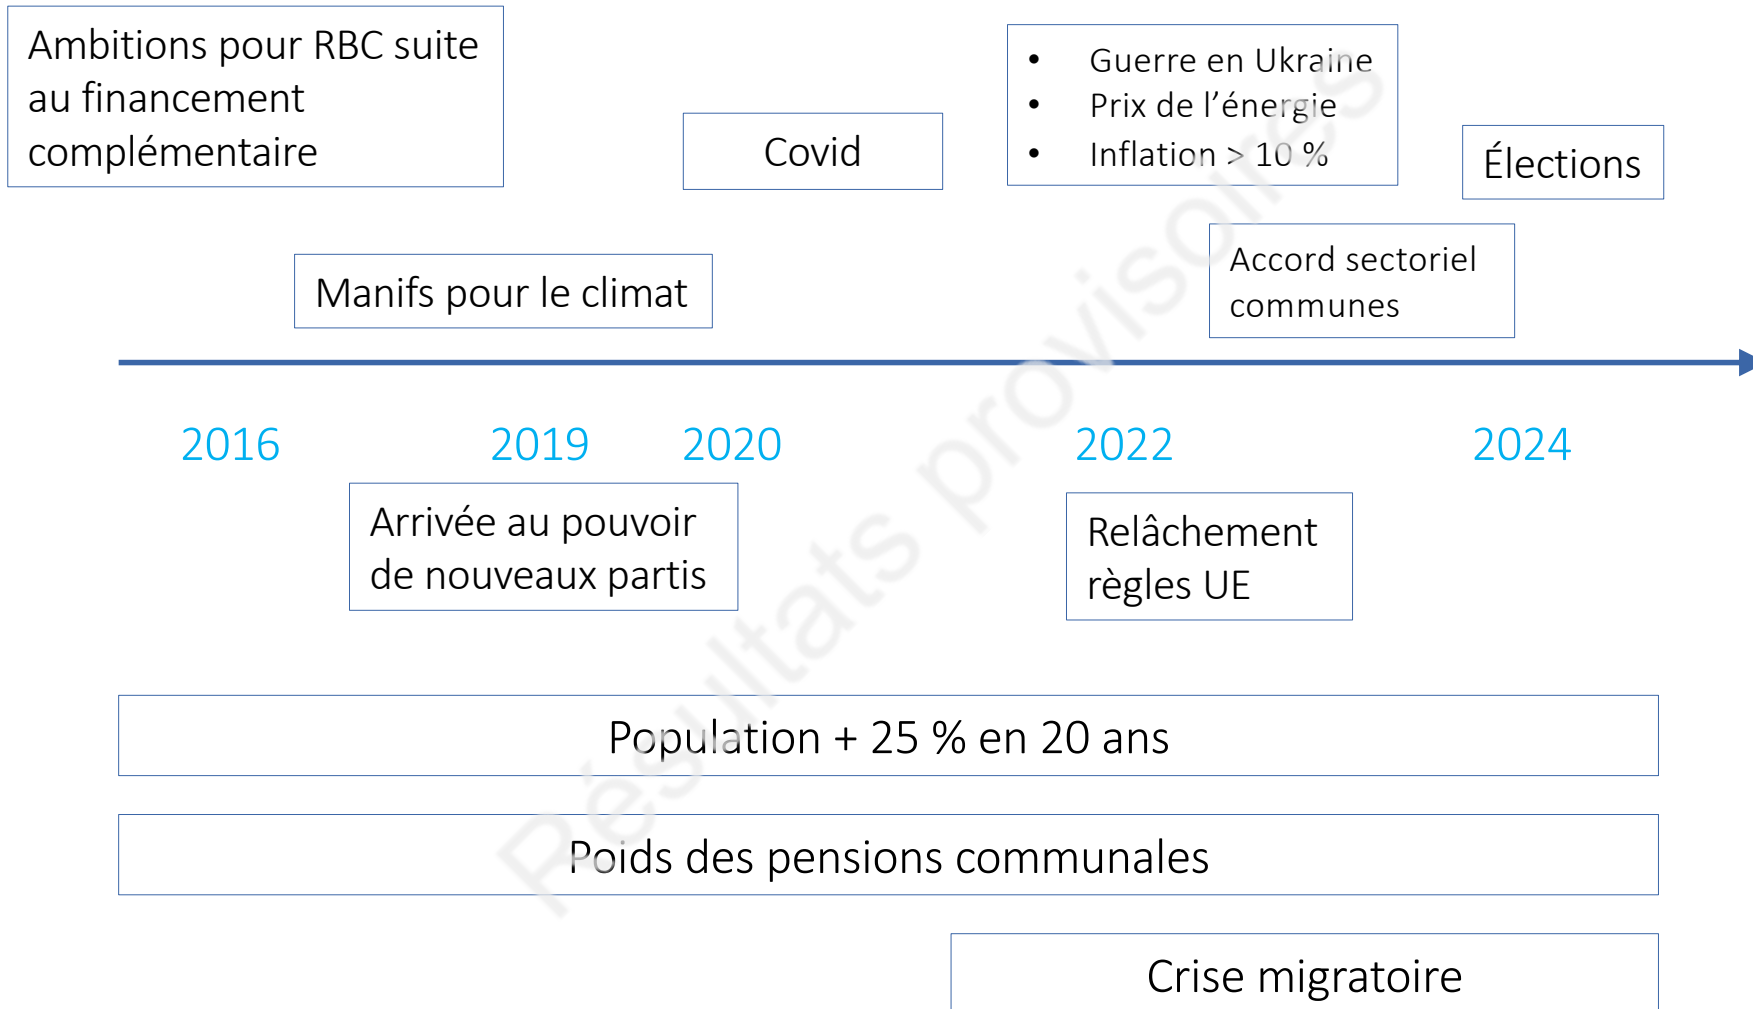 Ambitions pour RBC suite
au financement
complémentaire
• Guerre en Ukraine
• Prix de l’énergie
• Inflation > 10 %
Covid
Élections
Manifs pour le climat
Accord sectoriel
communes
2016
2019
2020
2022
2024
Arrivée au pouvoir
de nouveaux partis
Relâchement
règles UE
Population + 25 % en 20 ans
Poids des pensions communales
Crise migratoire
Résultats provisoires